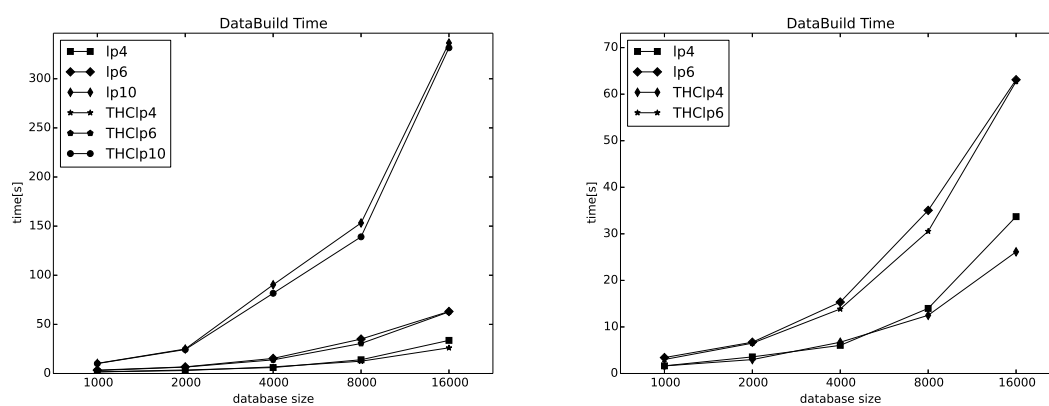 DataBuild Time
lp4
lp6
lp10
THClp4
THClp6
THClp10
time[s]
300
250
200
150
100
50
0
1000 2000 4000 8000 16000
database size
DataBuild Time
lp4
lp6
THClp4
THClp6
time[s]
70
60
50
40
30
20
10
0
1000 2000 4000 8000 16000
database size